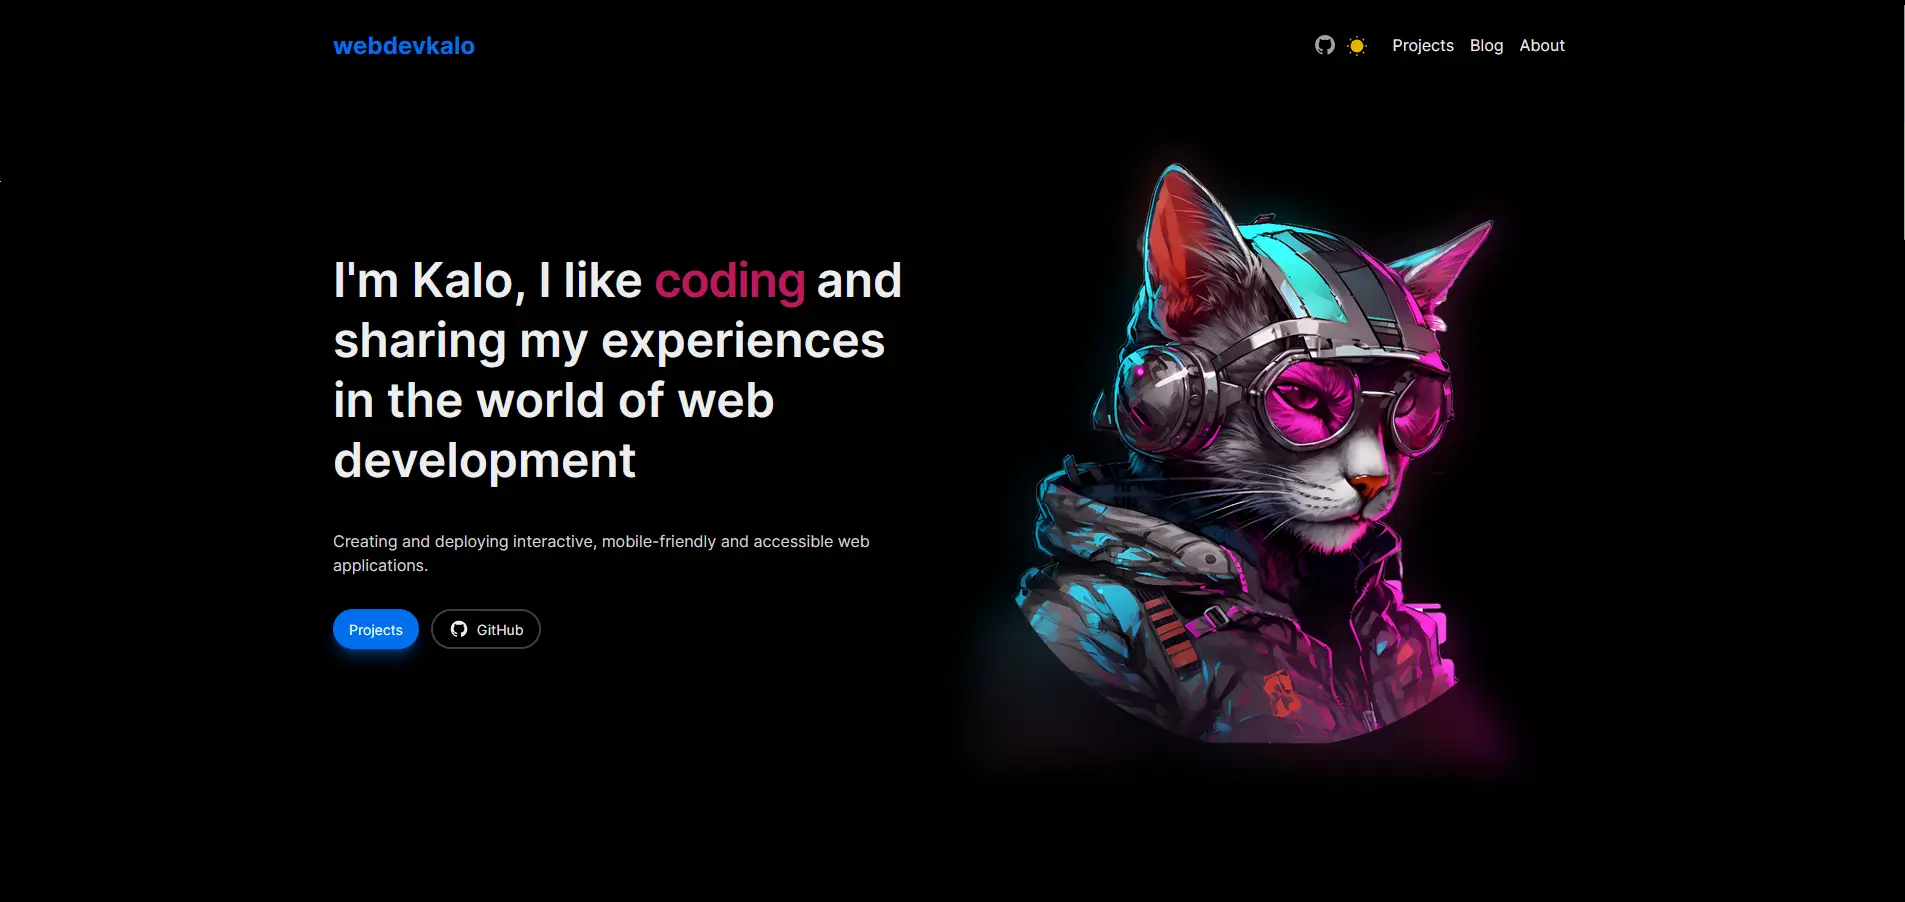 webdevkalo
Projects
Blog
About
I'm Kalo, I like coding and
sharing my experiences
in the world of web
development
Creating and deploying interactive, mobile-friendly and accessible web
applications.
Projects
GitHub